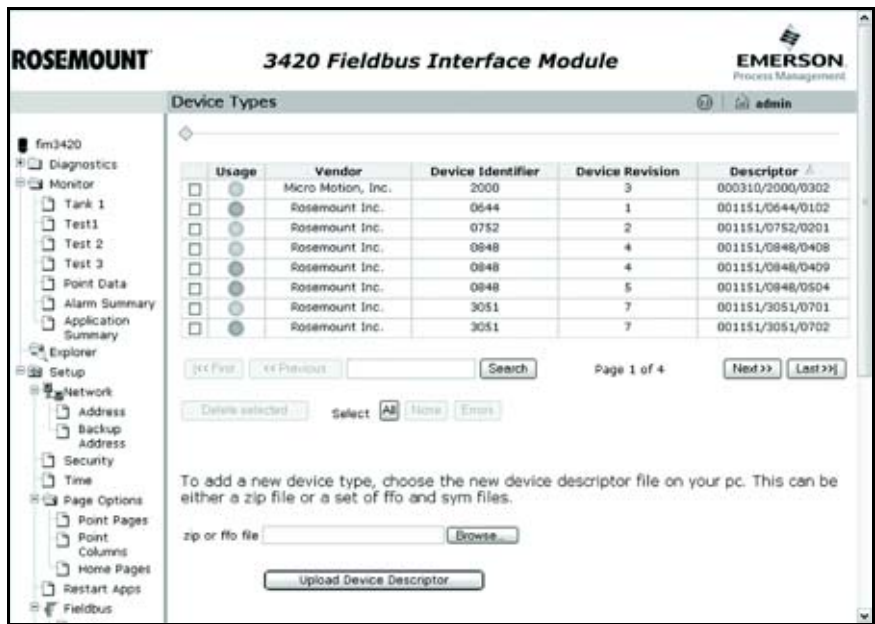 ROSEMOUNT
3420 Fieldbus Interface Module
EMERSON
Process Management
Device Types
admin
fim3420
Diagnostics
Monitor
Tank 1
Test1
Test 2
Test 3
Point Data
Alarm Summary
Application
Summary
Explorer
Setup
Network
Address
Backup
Address
Security
Time
Page Options
Point Pages
Point
Columns
Home Pages
Restart Apps
Fieldbus
Usage Vendor Device Identifier Device Revision Descriptor
Micro Motion, Inc. 2000 3 000310/2000/0302
Rosemount Inc. 0644 1 001151/0644/0102
Rosemount Inc. 0752 2 001151/0752/0201
Rosemount Inc. 0848 4 001151/0848/0408
Rosemount Inc. 0848 4 001151/0848/0409
Rosemount Inc. 0848 5 001151/0848/0504
Rosemount Inc. 3051 7 001151/3051/0701
Rosemount Inc. 3051 7 001151/3051/0702
|<< First << Previous Search Page 1 of 4 Next >> Last >>|
Delete selected Select All None Errors
To add a new device type, choose the new device descriptor file on your pc. This can be
either a zip file or a set of ffo and sym files.
zip or ffo file Browse...
Upload Device Descriptor